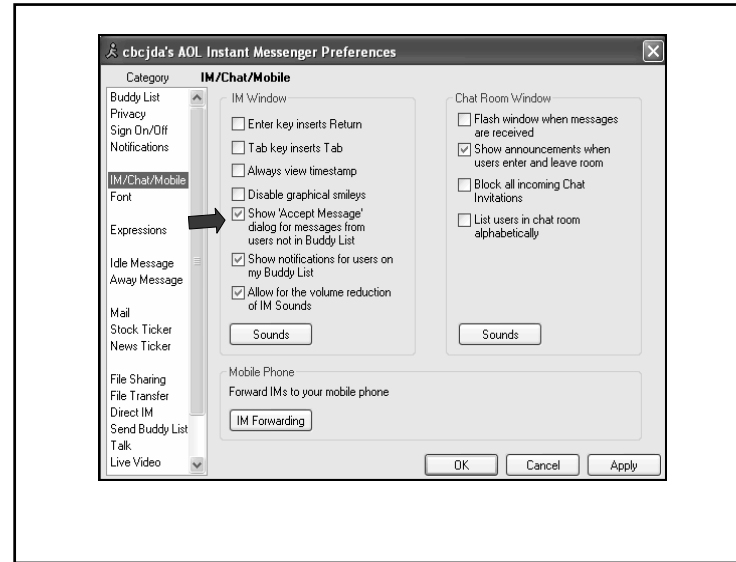 cbcjda's AOL Instant Messenger Preferences
Category
IM/Chat/Mobile
Buddy List
Privacy
Sign On/Off
Notifications
IM/Chat/Mobile
Font
Expressions
Idle Message
Away Message
Mail
Stock Ticker
News Ticker
File Sharing
File Transfer
Direct IM
Send Buddy List
Talk
Live Video
IM Window
Enter key inserts Return
Tab key inserts Tab
Always view timestamp
Disable graphical smileys
Show 'Accept Message'
dialog for messages from
users not in Buddy List
Show notifications for users on
my Buddy List
Allow for the volume reduction
of IM Sounds
Sounds
Chat Room Window
Flash window when messages
are received
Show announcements when
users enter and leave room
Block all incoming Chat
Invitations
List users in chat room
alphabetically
Sounds
Mobile Phone
Forward IMs to your mobile phone
IM Forwarding
OK
Cancel
Apply